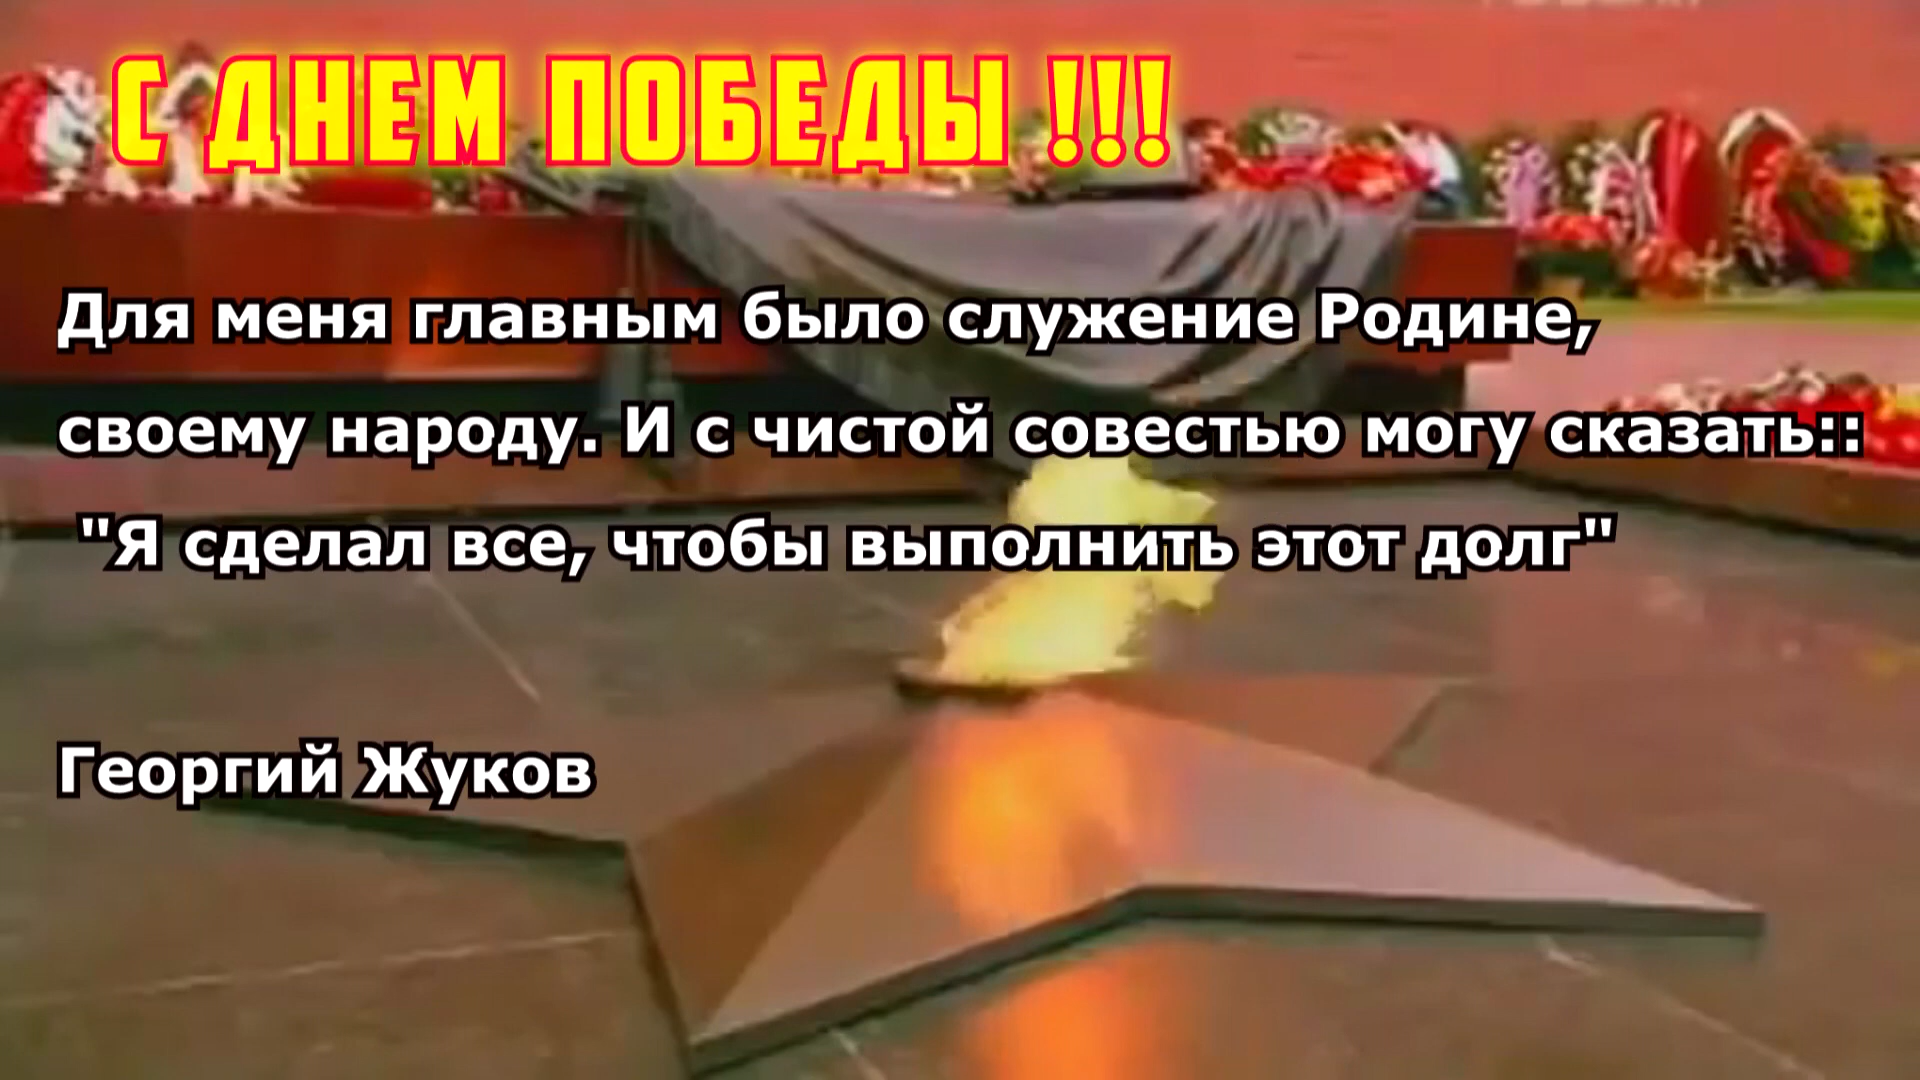 С ДНЕМ ПОБЕДЫ !!!
Для меня главным было служение Родине,
своему народу. И с чистой совестью могу сказать::
"Я сделал все, чтобы выполнить этот долг"
Георгий Жуков